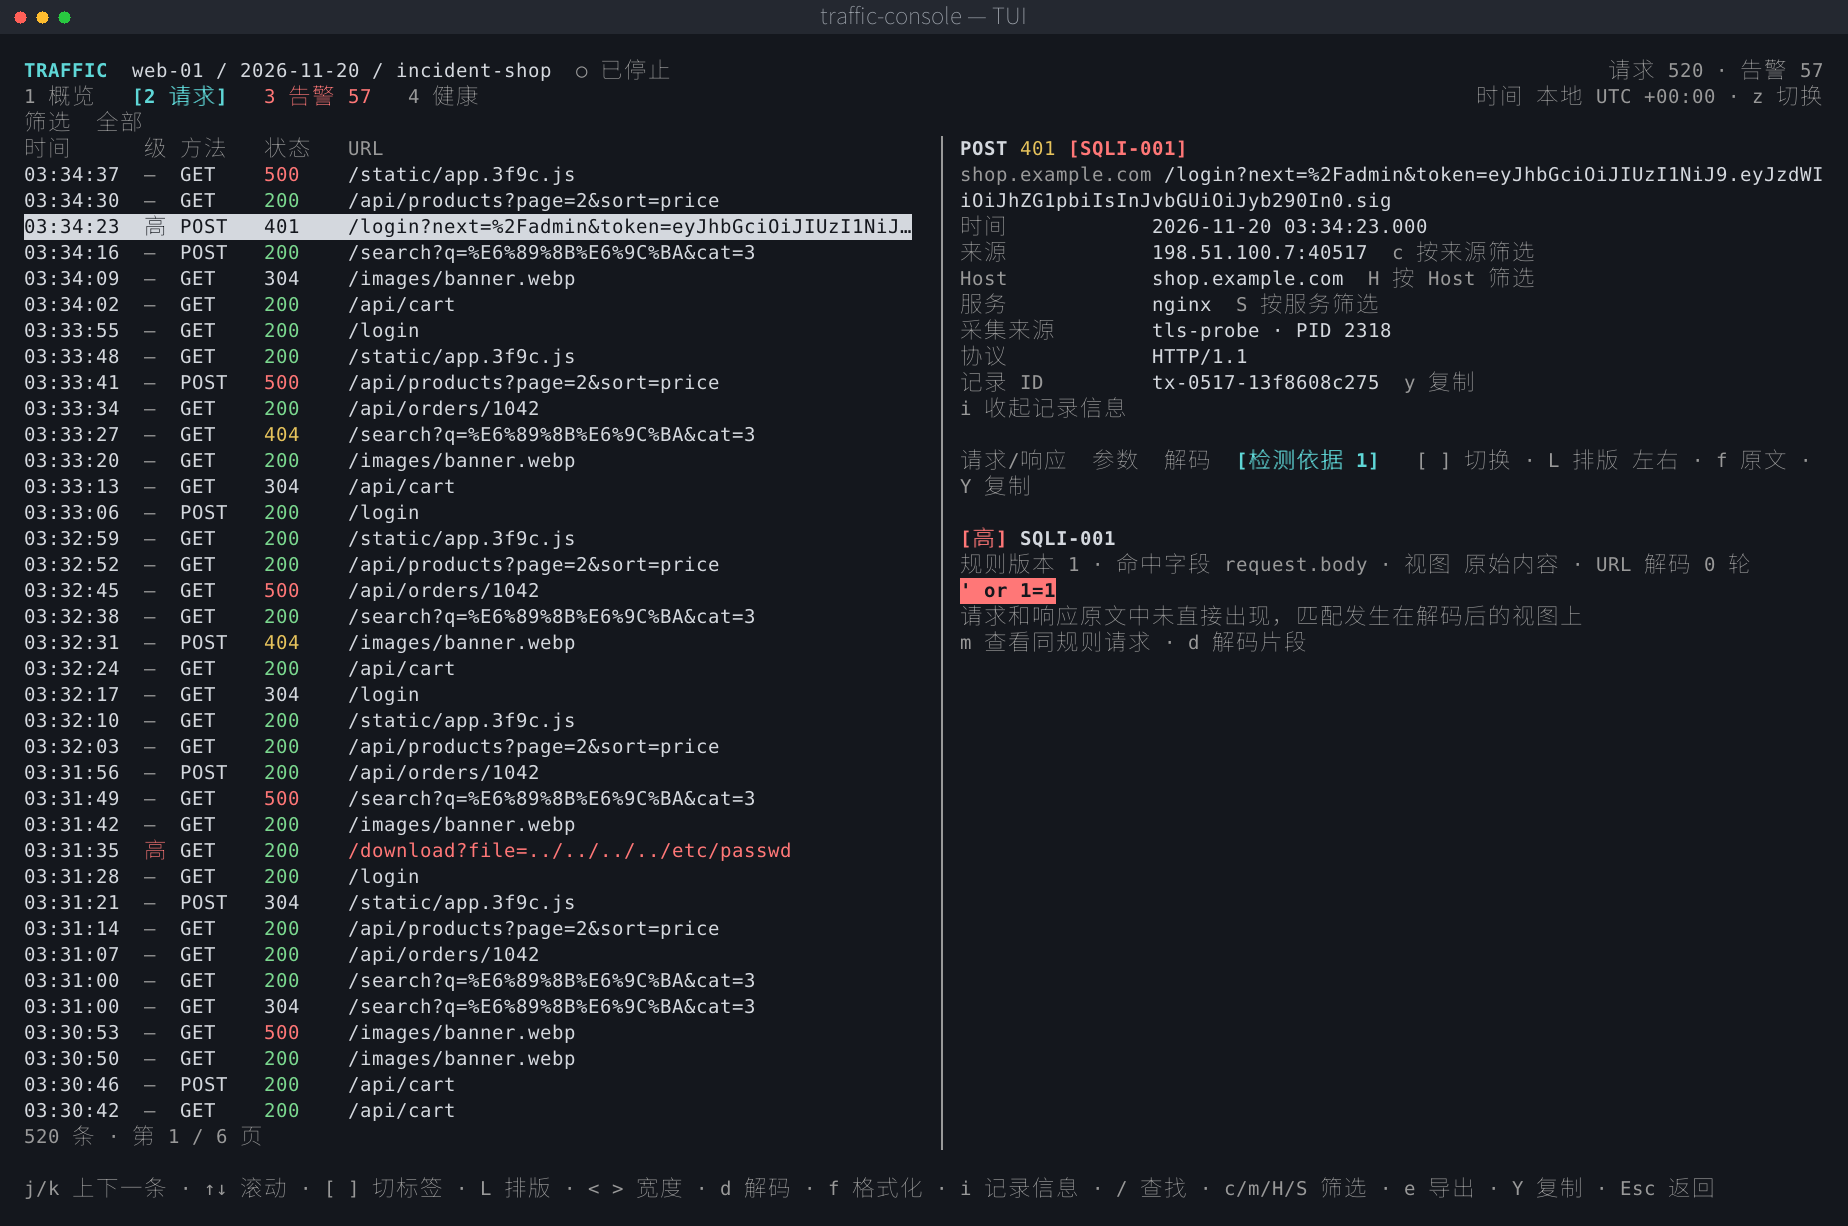 traffic-console — TUI
TRAFFIC  web-01 / 2026-11-20 / incident-shop  ○ 已停止  请求 520 · 告警 57
1 概览  [2 请求]  3 告警 57  4 健康  时间 本地 UTC +00:00 · z 切换
筛选  全部
时间  级  方法  状态  URL
03:34:37  —  GET  500  /static/app.3f9c.js
03:34:30  —  GET  200  /api/products?page=2&sort=price
03:34:23  高  POST  401  /login?next=%2Fadmin&token=eyJhbGciOiJIUzI1NiJ…
03:34:16  —  POST  200  /search?q=%E6%89%8B%E6%9C%BA&cat=3
03:34:09  —  GET  304  /images/banner.webp
03:34:02  —  GET  200  /api/cart
03:33:55  —  GET  200  /login
03:33:48  —  GET  200  /static/app.3f9c.js
03:33:41  —  POST  500  /api/products?page=2&sort=price
03:33:34  —  GET  200  /api/orders/1042
03:33:27  —  GET  404  /search?q=%E6%89%8B%E6%9C%BA&cat=3
03:33:20  —  GET  200  /images/banner.webp
03:33:13  —  GET  304  /api/cart
03:33:06  —  POST  200  /login
03:32:59  —  GET  200  /static/app.3f9c.js
03:32:52  —  GET  200  /api/products?page=2&sort=price
03:32:45  —  GET  500  /api/orders/1042
03:32:38  —  GET  200  /search?q=%E6%89%8B%E6%9C%BA&cat=3
03:32:31  —  POST  404  /images/banner.webp
03:32:24  —  GET  200  /api/cart
03:32:17  —  GET  304  /login
03:32:10  —  GET  200  /static/app.3f9c.js
03:32:03  —  GET  200  /api/products?page=2&sort=price
03:31:56  —  POST  200  /api/orders/1042
03:31:49  —  GET  500  /search?q=%E6%89%8B%E6%9C%BA&cat=3
03:31:42  —  GET  200  /images/banner.webp
03:31:35  高  GET  200  /download?file=../../../../etc/passwd
03:31:28  —  GET  200  /login
03:31:21  —  POST  304  /static/app.3f9c.js
03:31:14  —  GET  200  /api/products?page=2&sort=price
03:31:07  —  GET  200  /api/orders/1042
03:31:00  —  GET  200  /search?q=%E6%89%8B%E6%9C%BA&cat=3
03:31:00  —  GET  304  /search?q=%E6%89%8B%E6%9C%BA&cat=3
03:30:53  —  GET  500  /images/banner.webp
03:30:50  —  GET  200  /images/banner.webp
03:30:46  —  POST  200  /api/cart
03:30:42  —  GET  200  /api/cart
520 条 · 第 1 / 6 页
POST 401 [SQLI-001]
shop.example.com /login?next=%2Fadmin&token=eyJhbGciOiJIUzI1NiJ9.eyJzdWI
iOiJhZG1pbiIsInJvbGUiOiJyb290In0.sig
时间  2026-11-20 03:34:23.000
来源  198.51.100.7:40517  c 按来源筛选
Host  shop.example.com  H 按 Host 筛选
服务  nginx  S 按服务筛选
采集来源  tls-probe · PID 2318
协议  HTTP/1.1
记录 ID  tx-0517-13f8608c275  y 复制
i 收起记录信息
请求/响应  参数  解码  [检测依据 1]  [ ] 切换 · L 排版 左右 · f 原文 ·
Y 复制
[高] SQLI-001
规则版本 1 · 命中字段 request.body · 视图 原始内容 · URL 解码 0 轮
' or 1=1
请求和响应原文中未直接出现，匹配发生在解码后的视图上
m 查看同规则请求 · d 解码片段
j/k 上下一条 · ↑↓ 滚动 · [ ] 切标签 · L 排版 · < > 宽度 · d 解码 · f 格式化 · i 记录信息 · / 查找 · c/m/H/S 筛选 · e 导出 · Y 复制 · Esc 返回